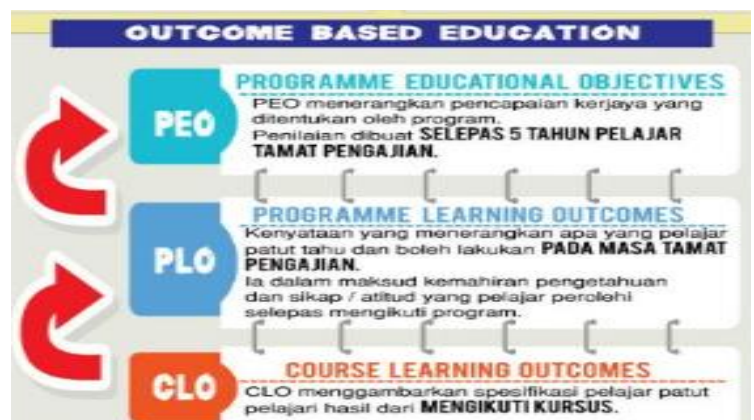 OUTCOME BASED EDUCATION
PEO
PROGRAMME EDUCATIONAL OBJECTIVES
PEO menerangkan pencapaian kerjaya yang
ditentukan oleh program.
Penilaian dibuat SELEPAS 5 TAHUN PELAJAR
TAMAT PENGAJIAN.
PLO
PROGRAMME LEARNING OUTCOMES
Kenyataan yang menerangkan apa yang pelajar
patut tahu dan boleh lakukan PADA MASA TAMAT
PENGAJIAN.
Ia dalam maksud kemahiran pengetahuan
dan sikap / atitud yang pelajar perolehi
selepas mengikuti program.
CLO
COURSE LEARNING OUTCOMES
CLO menggambarkan spesifikasi pelajar patut
pelajari hasil dari MENGIKUTI KURSUS.